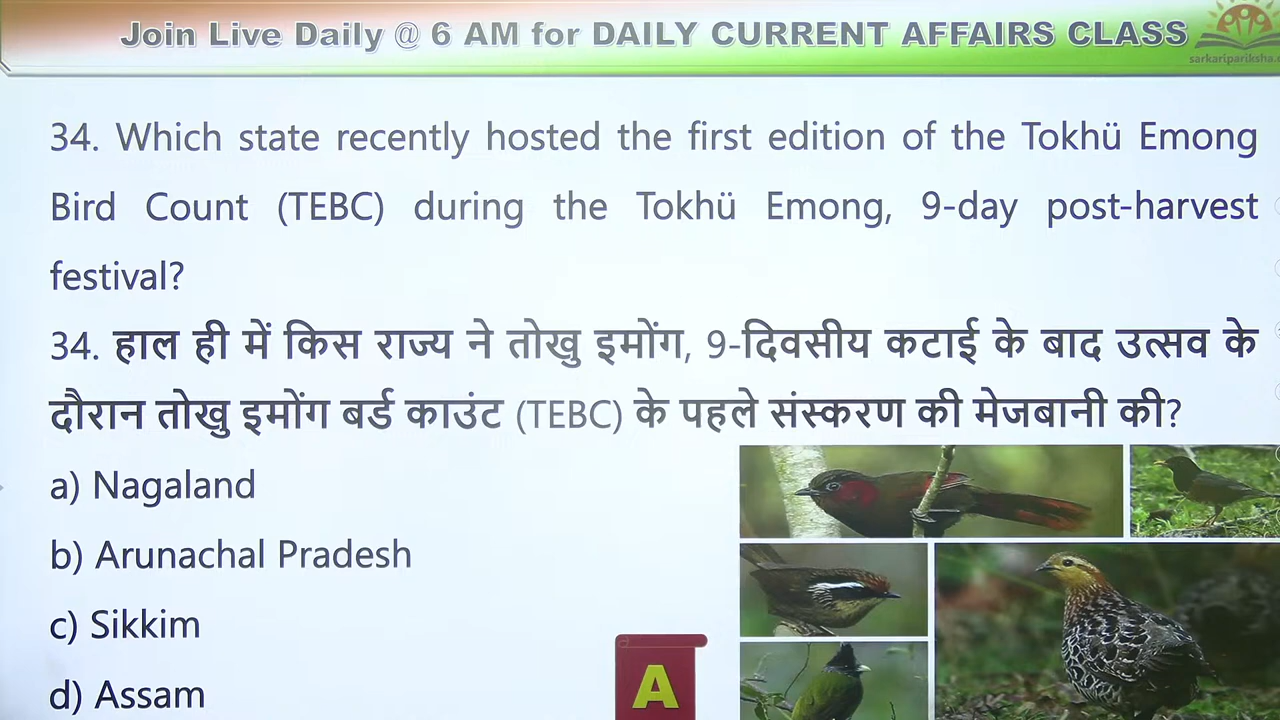 Join Live Daily @ 6 AM for DAILY CURRENT AFFAIRS CLASS
34. Which state recently hosted the first edition of the Tokhü Emong
Bird Count (TEBC) during the Tokhü Emong, 9-day post-harvest
festival?
34. हाल ही में किस राज्य ने तोखु इमोंग, 9-दिवसीय कटाई के बाद उत्सव के
दौरान तोखु इमोंग बर्ड काउंट (TEBC) के पहले संस्करण की मेजबानी की?
a) Nagaland
b) Arunachal Pradesh
c) Sikkim
d) Assam
A